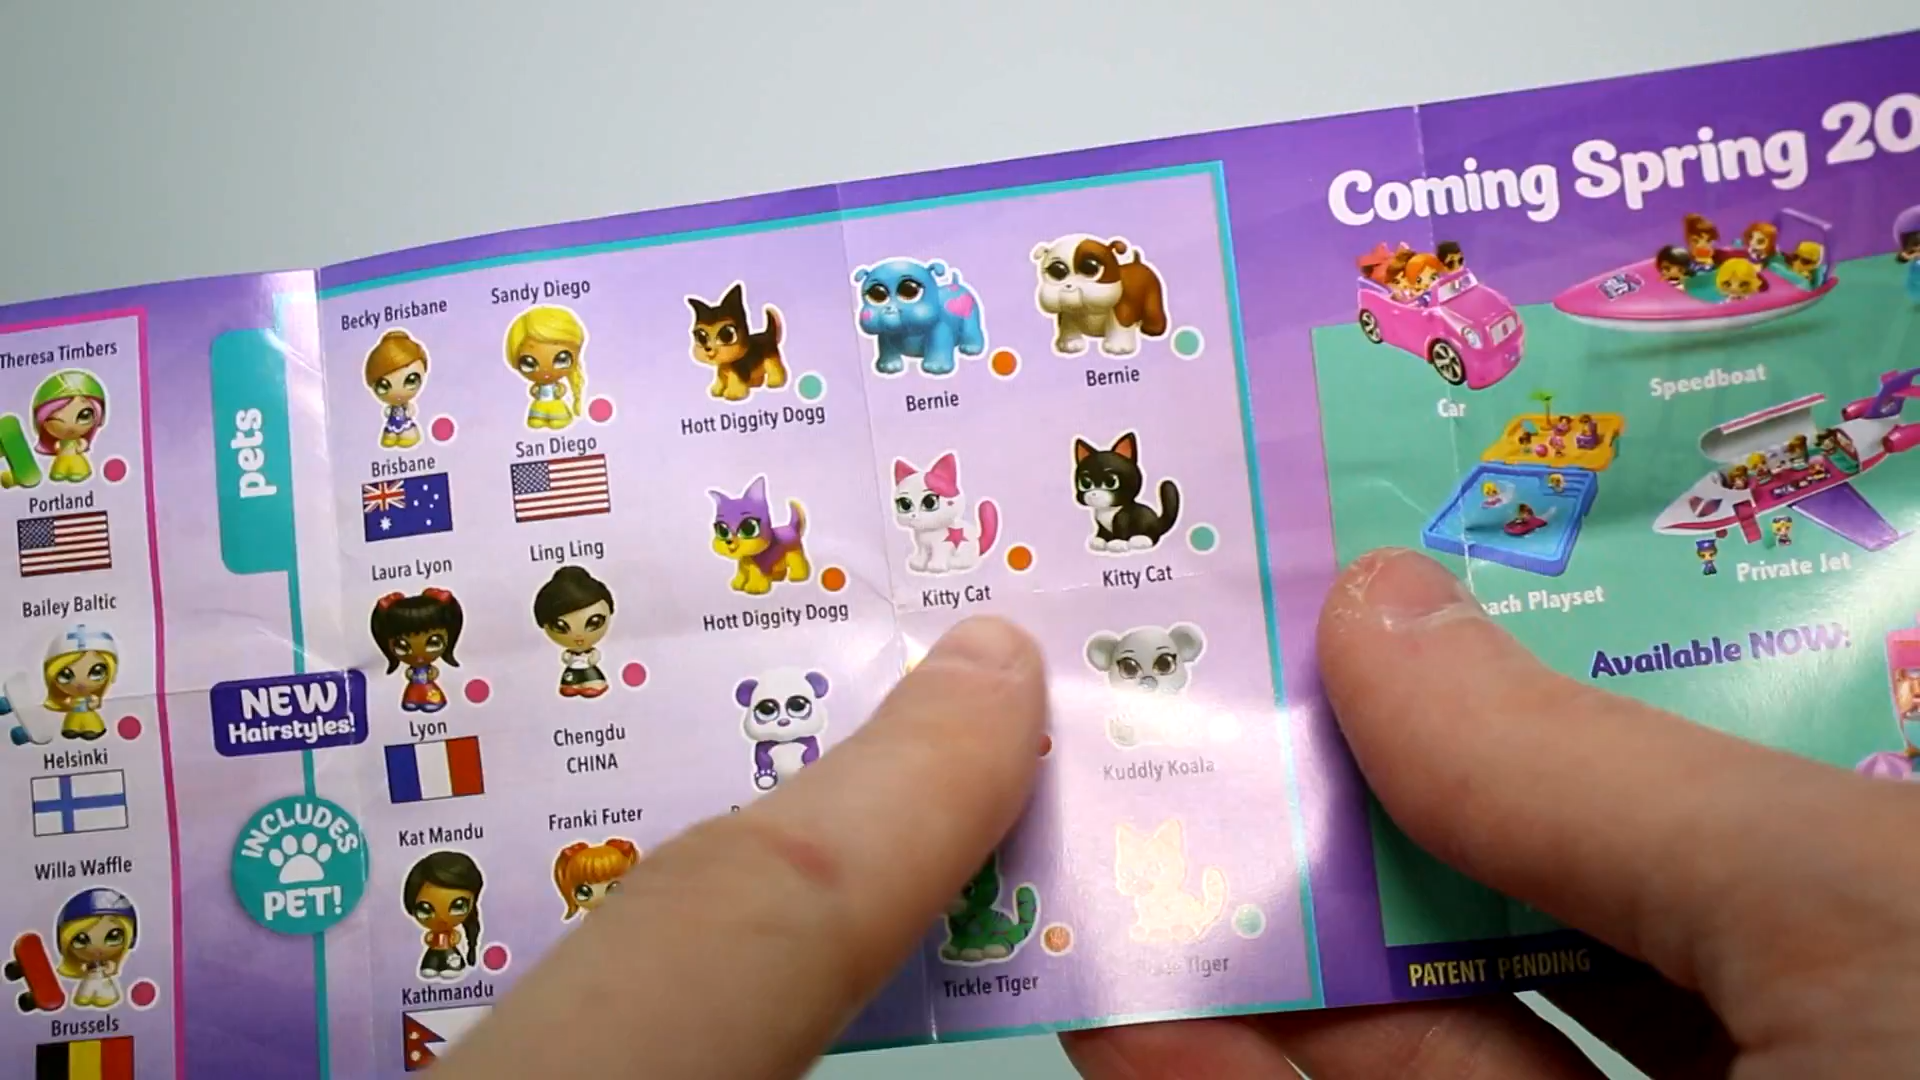 Theresa Timbers
Portland
Bailey Baltic
Helsinki
Willa Waffle
Brussels
pets
NEW
Hairstyles!
INCLUDES
PET!
Becky Brisbane
Brisbane
Sandy Diego
San Diego
Laura Lyon
Lyon
Ling Ling
Chengdu
CHINA
Kat Mandu
Kathmandu
Franki Futer
Hott Diggity Dogg
Bernie
Bernie
Hott Diggity Dogg
Kitty Cat
Kitty Cat
Kuddly Koala
Tickle Tiger
Tiger
Coming Spring 20
Car
Speedboat
Playset
Private Jet
Available NOW:
PATENT PENDING